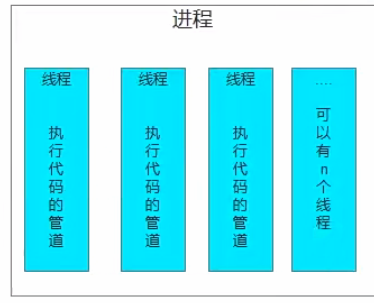 进程
线程
执行代码的管道
线程
执行代码的管道
线程
执行代码的管道
....
可以有n个线程